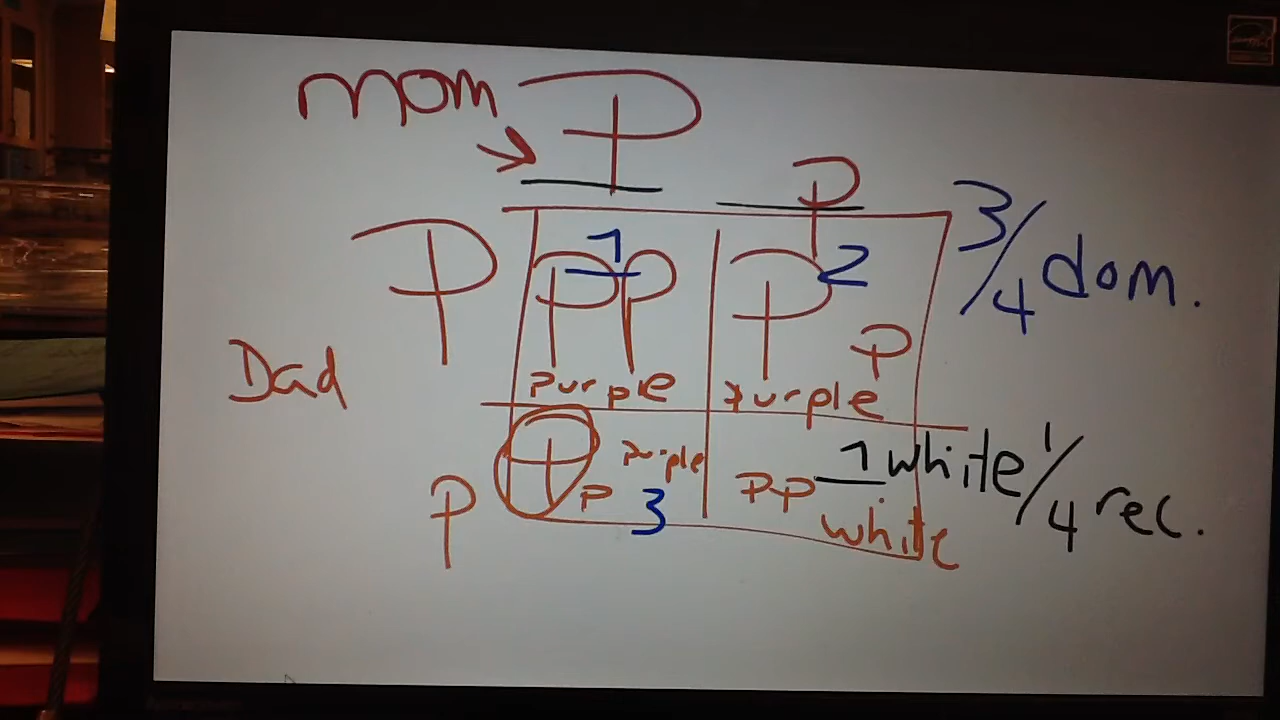 mom P
P
P 1 2 3/4 dom.
PP P p
Dad purple purple
P p purple pp 1 white 1/4 rec.
p 3 white